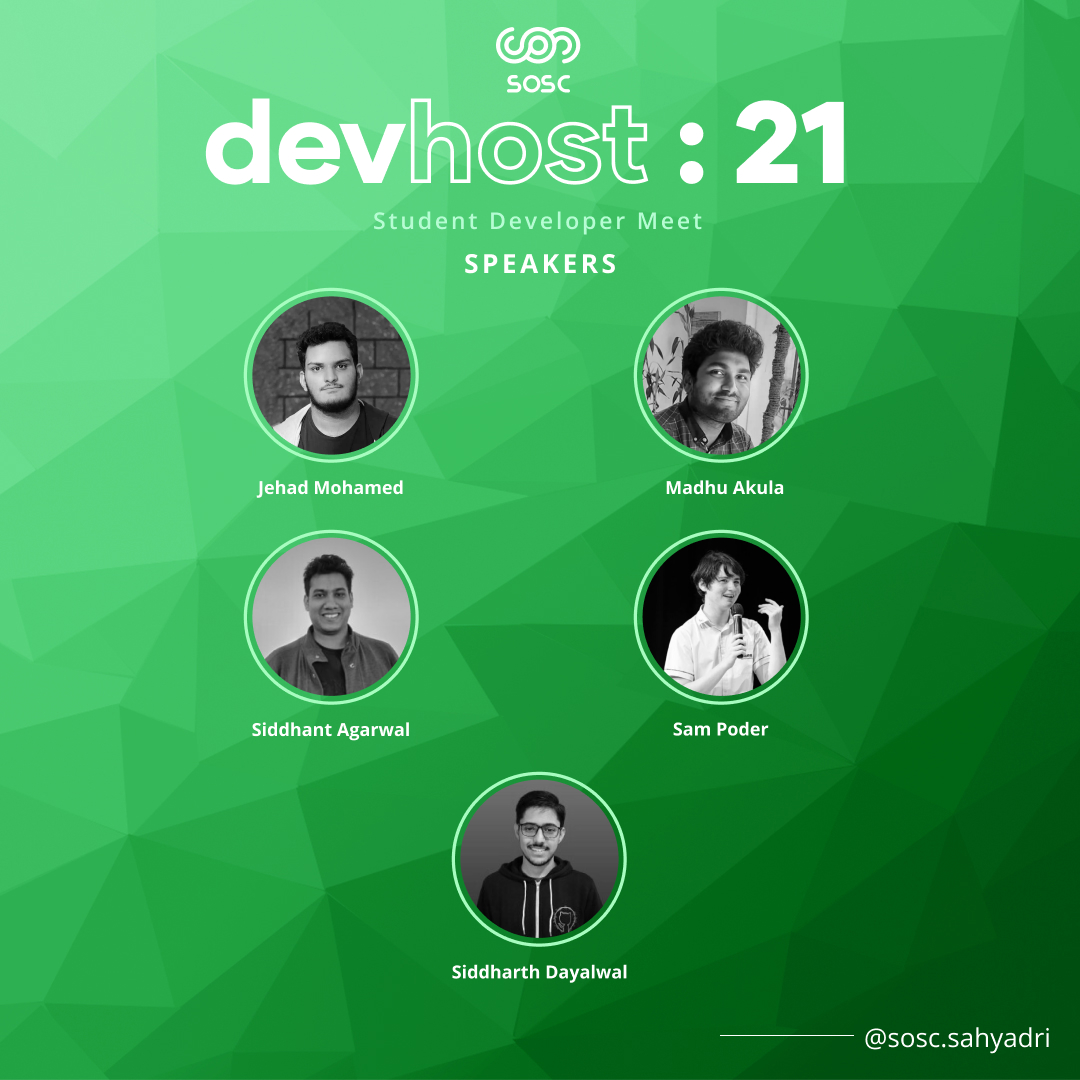 SOSC
devhost : 21
Student Developer Meet
SPEAKERS
Jehad Mohamed
Madhu Akula
Siddhant Agarwal
Sam Poder
Siddharth Dayalwal
@sosc.sahyadri